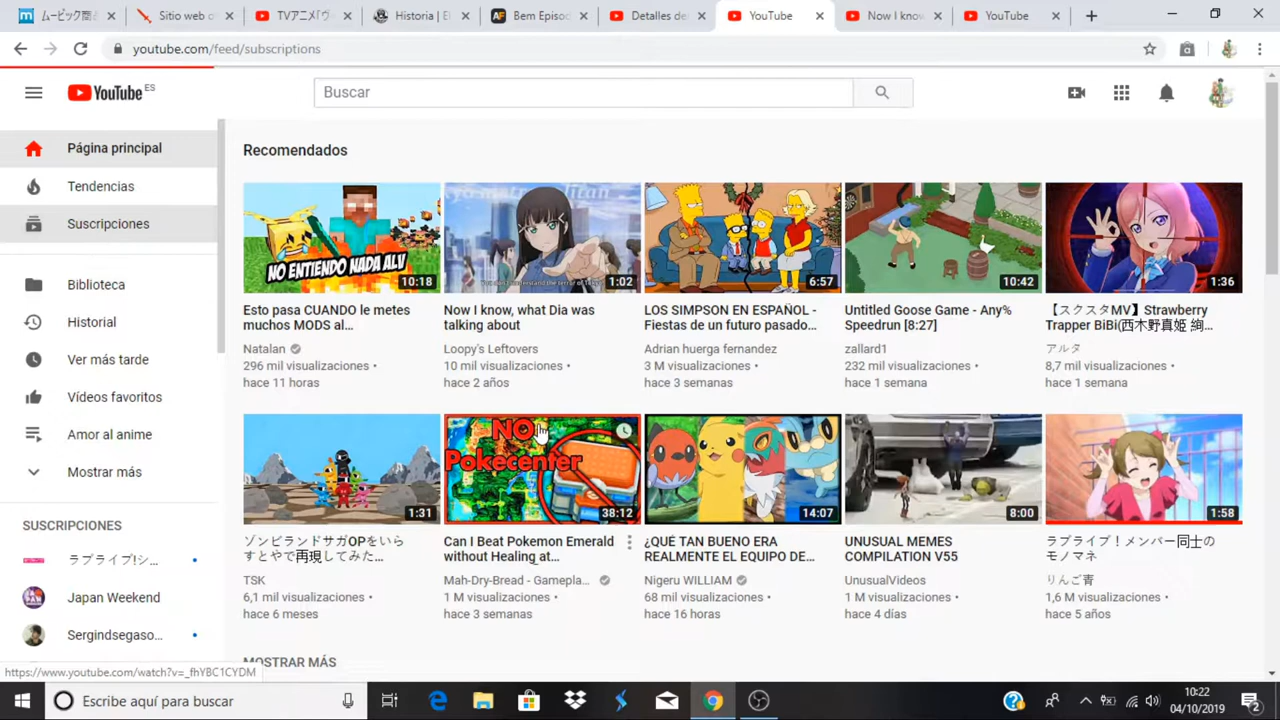 ムービック関
Sitio web o
TVアニメ「ヴ
Historia | El
Bem Episod
Detalles de
YouTube
Now I know
YouTube
youtube.com/feed/subscriptions
YouTube ES
Buscar
Página principal
Tendencias
Suscripciones
Biblioteca
Historial
Ver más tarde
Vídeos favoritos
Amor al anime
Mostrar más
SUSCRIPCIONES
ラブライブ!シ...
Japan Weekend
Sergindsegaso...
Recomendados
NO ENTIENDO NADA ALV
10:18
1:02
6:57
10:42
1:36
Esto pasa CUANDO le metes
muchos MODS al...
Natalan
296 mil visualizaciones •
hace 11 horas
Now I know, what Dia was
talking about
Loopy's Leftovers
10 mil visualizaciones •
hace 2 años
LOS SIMPSON EN ESPAÑOL -
Fiestas de un futuro pasado...
Adrian huerga fernandez
3 M visualizaciones •
hace 3 semanas
Untitled Goose Game - Any%
Speedrun [8:27]
zallard1
232 mil visualizaciones •
hace 1 semana
【スクスタMV】Strawberry
Trapper BiBi(西木野真姫 絢...
アルタ
8,7 mil visualizaciones •
hace 1 semana
NO
Pokecenter
1:31
38:12
14:07
8:00
1:58
ゾンビランドサガOPをいら
すとやで再現してみた...
TSK
6,1 mil visualizaciones •
hace 6 meses
Can I Beat Pokemon Emerald
without Healing at...
Mah-Dry-Bread - Gamepla...
1 M visualizaciones •
hace 3 semanas
¿QUÉ TAN BUENO ERA
REALMENTE EL EQUIPO DE...
Nigeru WILLIAM
68 mil visualizaciones •
hace 16 horas
UNUSUAL MEMES
COMPILATION V55
UnusualVideos
1 M visualizaciones •
hace 4 días
ラブライブ！メンバー同士の
モノマネ
りんご青
1,6 M visualizaciones •
hace 5 años
MOSTRAR MÁS
https://www.youtube.com/watch?v=_fhYBC1CYDM
Escribe aquí para buscar
10:22
04/10/2019
2